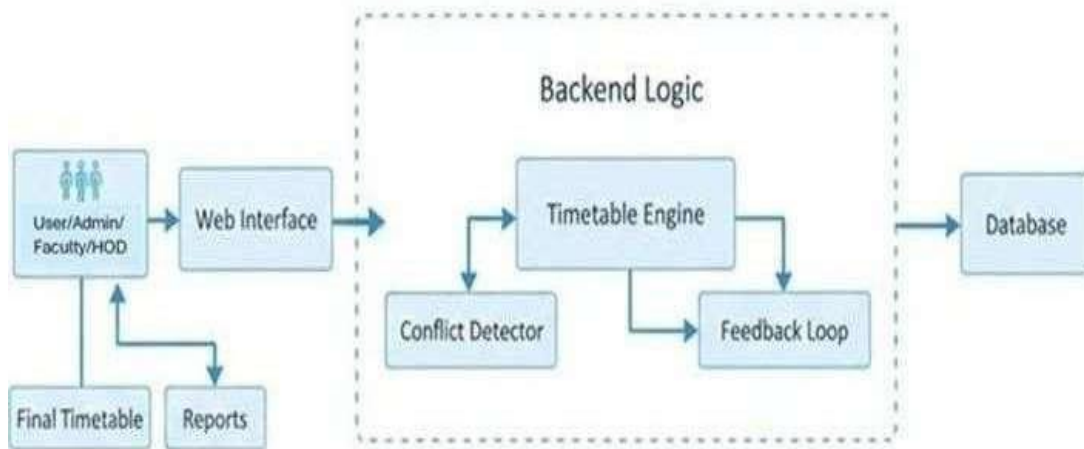 Backend Logic
User/Admin/
Faculty/HOD
Web Interface
Timetable Engine
Database
Conflict Detector
Feedback Loop
Final Timetable
Reports